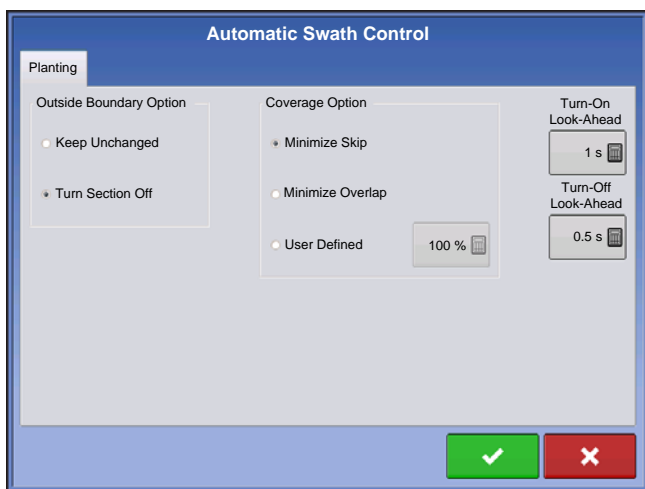 Automatic Swath Control
Planting
Outside Boundary Option
Keep Unchanged
Turn Section Off
Coverage Option
Minimize Skip
Minimize Overlap
User Defined
100 %
Turn-On
Look-Ahead
1 s
Turn-Off
Look-Ahead
0.5 s